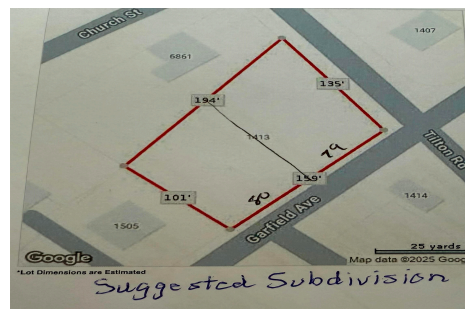 Church St
1407
6861
135'
194'
1413
79
Tilton Rd
159'
101'
80
1414
Garfield Ave
1505
25 yards
Google
Map data ©2025 Goog
*Lot Dimensions are Estimated
Suggested Subdivision